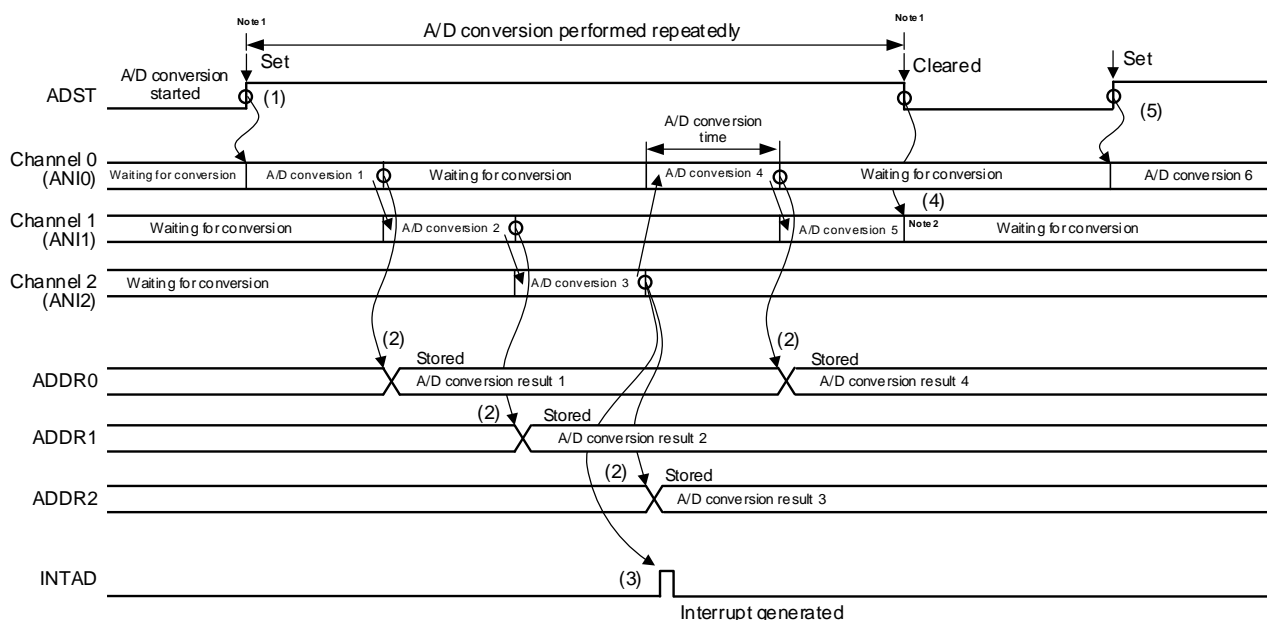 Note 1
A/D conversion performed repeatedly
Note 1
Set
Cleared
Set
A/D conversion
started
ADST
(1)
(5)
A/D conversion
time
Channel 0
(ANI0)
Waiting for conversion
A/D conversion 1
Waiting for conversion
A/D conversion 4
Waiting for conversion
A/D conversion 6
(4)
Channel 1
(ANI1)
Waiting for conversion
A/D conversion 2
A/D conversion 5
Note 2
Waiting for conversion
Channel 2
(ANI2)
Waiting for conversion
A/D conversion 3
(2)
(2)
Stored
Stored
ADDR0
A/D conversion result 1
A/D conversion result 4
(2)
Stored
ADDR1
A/D conversion result 2
(2)
Stored
ADDR2
A/D conversion result 3
INTAD
(3)
Interrupt generated